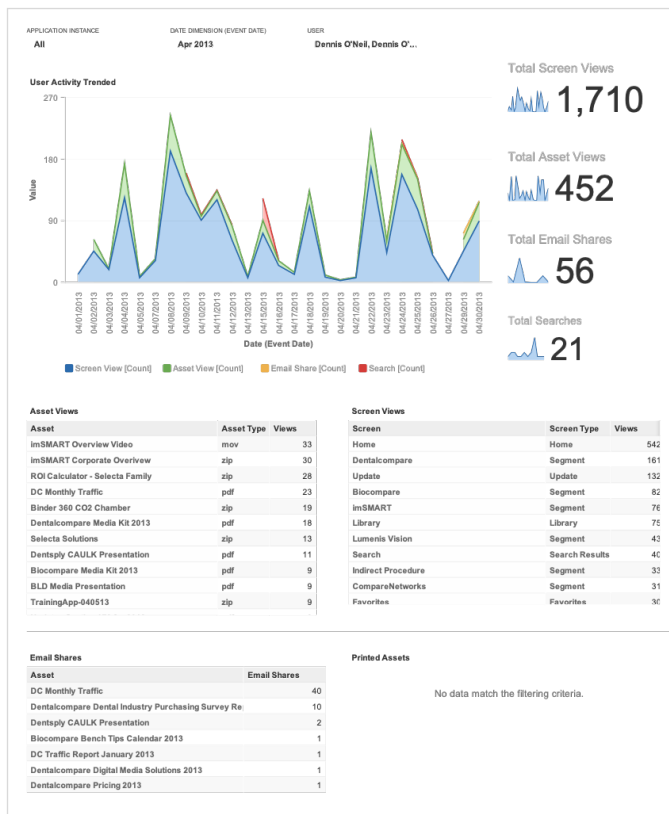 APPLICATION INSTANCE DATE DIMENSION (EVENT DATE) USER
All Apr 2013 Dennis O'Neil, Dennis O'...
Total Screen Views
1,710
User Activity Trended
270
180
90
0
Value
04/01/2013 04/02/2013 04/03/2013 04/04/2013 04/05/2013 04/07/2013 04/08/2013 04/09/2013 04/10/2013 04/11/2013 04/12/2013 04/13/2013 04/15/2013 04/16/2013 04/17/2013 04/18/2013 04/19/2013 04/20/2013 04/21/2013 04/22/2013 04/23/2013 04/24/2013 04/25/2013 04/26/2013 04/27/2013 04/29/2013 04/30/2013
Date (Event Date)
Screen View [Count] Asset View [Count] Email Share [Count] Search [Count]
Total Asset Views
452
Total Email Shares
56
Total Searches
21
Asset Views
Asset Asset Type Views
imSMART Overview Video mov 33
imSMART Corporate Overivew zip 30
ROI Calculator - Selecta Family zip 28
DC Monthly Traffic pdf 23
Binder 360 CO2 Chamber zip 19
Dentalcompare Media Kit 2013 pdf 18
Selecta Solutions zip 13
Dentsply CAULK Presentation pdf 11
Biocompare Media Kit 2013 pdf 9
BLD Media Presentation pdf 9
TrainingApp-040513 zip 9
Screen Views
Screen Screen Type Views
Home Home 542
Dentalcompare Segment 161
Update Update 132
Biocompare Segment 82
imSMART Segment 76
Library Library 75
Lumenis Vision Segment 43
Search Search Results 40
Indirect Procedure Segment 33
CompareNetworks Segment 31
Favorites Favorites 30
Email Shares
Asset Email Shares
DC Monthly Traffic 40
Dentalcompare Dental Industry Purchasing Survey Re 10
Dentsply CAULK Presentation 2
Biocompare Bench Tips Calendar 2013 1
DC Traffic Report January 2013 1
Dentalcompare Digital Media Solutions 2013 1
Dentalcompare Pricing 2013 1
Printed Assets
No data match the filtering criteria.